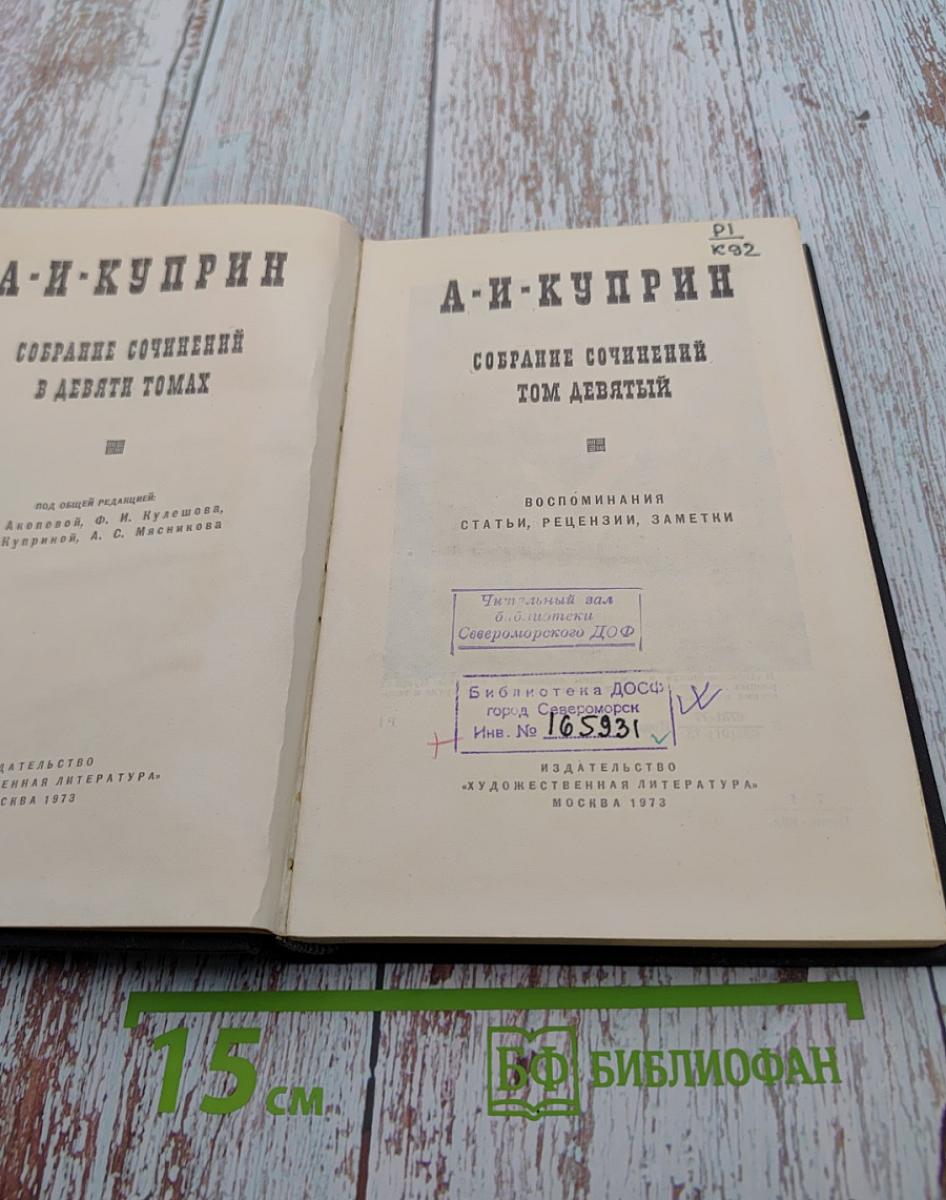 А-И-КУПРИН
СОБРАНИЕ СОЧИНЕНИЙ
В ДЕВЯТИ ТОМАХ
ПОД ОБЩЕЙ РЕДАКЦИЕЙ:
Акоповой, Ф. И. Кулешова,
Куприной, А. С. Мясникова
ДАТЕЛЬСТВО
ЕННАЯ ЛИТЕРАТУРА»
СКВА 1973
Р1
К92
А-И-КУПРИН
СОБРАНИЕ СОЧИНЕНИЙ
ТОМ ДЕВЯТЫЙ
ВОСПОМИНАНИЯ
СТАТЬИ, РЕЦЕНЗИИ, ЗАМЕТКИ
Читальный зал
библиотеки
Североморского ДОФ
Библиотека ДОСФ
город Североморск
Инв. № 165931
ИЗДАТЕЛЬСТВО
«ХУДОЖЕСТВЕННАЯ ЛИТЕРАТУРА»
МОСКВА 1973
15 см
БФ БИБЛИОФАН